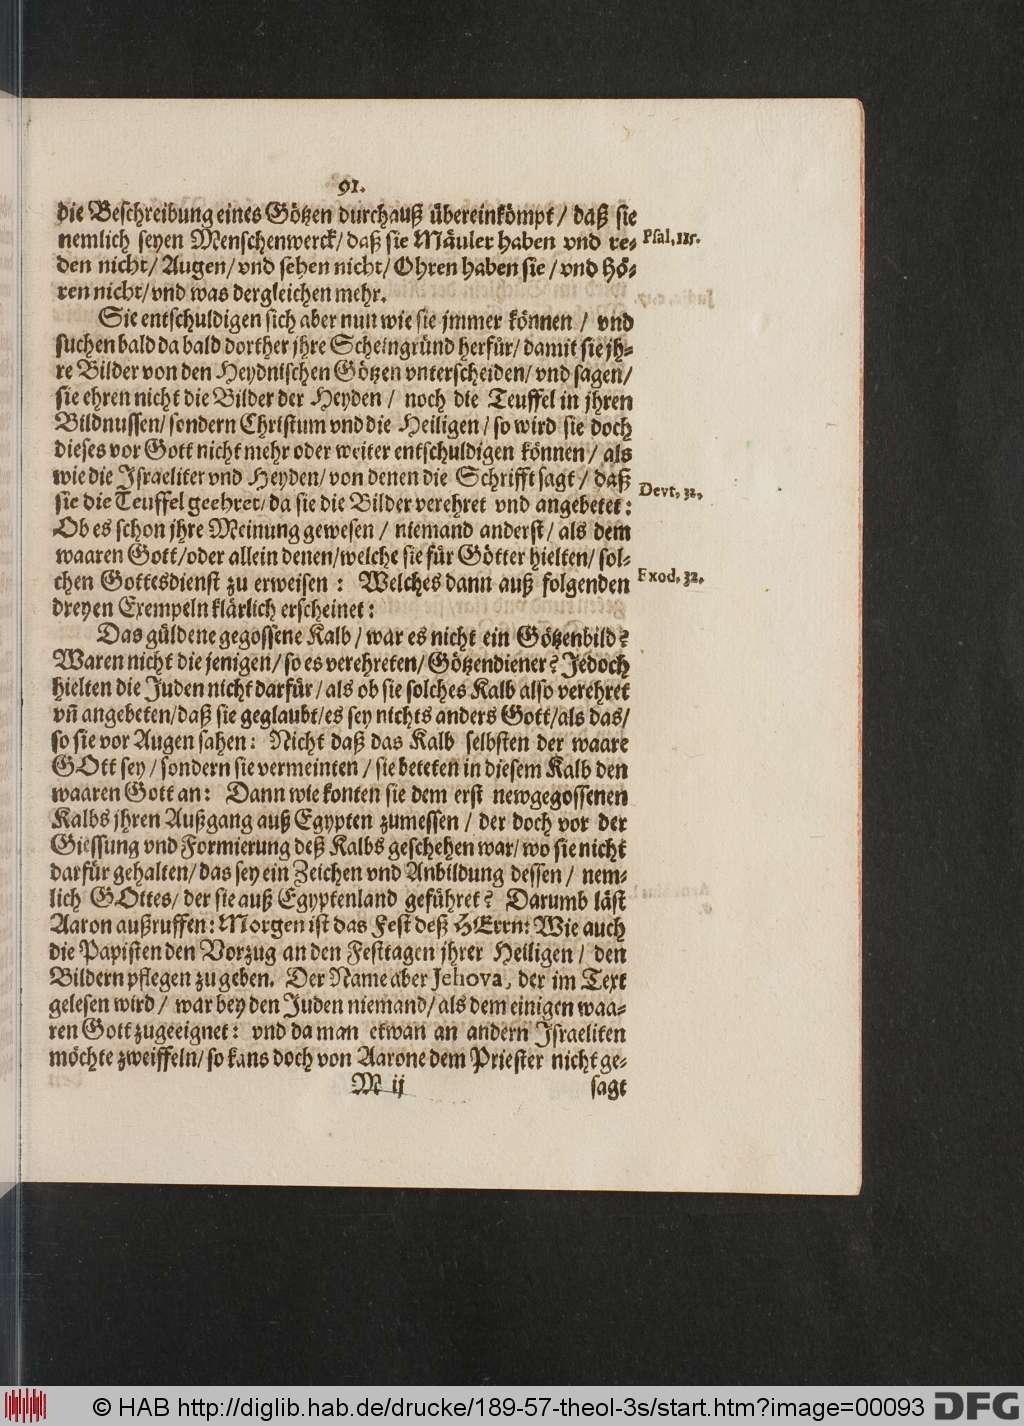 91.
die Beschreibung eines Götzen durchauß übereinkömpt / daß sie
nemlich seyen Menschenwerck / daß sie Mäuler haben vnd re-
Psal, 115.
den nicht / Augen / vnd sehen nicht / Ohren haben sie / vnd hö-
ren nicht / vnd was dergleichen mehr.
Sie entschuldigen sich aber nun wie sie jmmer können / vnd
suchen bald da bald dorther jhre Scheingründ herfür / damit sie jh-
re Bilder von den Heydnischen Götzen vnterscheiden / vnd sagen /
sie ehren nicht die Bilder der Heyden / noch die Teuffel in jhren
Bildnussen / sondern Christum vnd die Heiligen / so wird sie doch
dieses vor Gott nicht mehr oder weiter entschuldigen können / als
wie die Israeliter vnd Heyden / von denen die Schrifft sagt / daß
sie die Teuffel geehret / da sie die Bilder verehret vnd angebetet:
Devt, 32,
Ob es schon jhre Meinung gewesen / niemand anderst / als dem
waaren Gott / oder allein denen / welche sie für Götter hielten / sol-
chen Gottesdienst zu erweisen: Welches dann auß folgenden
Exod, 32,
dreyen Exempeln klärlich erscheinet:
Das güldene gegossene Kalb / war es nicht ein Götzenbild?
Waren nicht die jenigen / so es verehreten / Götzendiener? Jedoch
hielten die Juden nicht darfür / als ob sie solches Kalb also verehret
vñ angebeten / daß sie geglaubt / es sey nichts anders Gott / als das /
so sie vor Augen sahen: Nicht daß das Kalb selbsten der waare
GOtt sey / sondern sie vermeinten / sie beteten in diesem Kalb den
waaren Gott an: Dann wie konten sie dem erst newgegossenen
Kalbs jhren Außgang auß Egypten zumessen / der doch vor der
Giessung vnd Formierung deß Kalbs geschehen war / wo sie nicht
darfür gehalten / das sey ein Zeichen vnd Anbildung dessen / nem-
lich GOttes / der sie auß Egyptenland geführet? Darumb läst
Aaron außruffen: Morgen ist das Fest deß HErrn: Wie auch
die Papisten den Vorzug an den Festtagen jhrer Heiligen / den
Bildern pflegen zu geben. Der Name aber Jehova, der im Text
gelesen wird / war bey den Juden niemand / als dem einigen waa-
ren Gott zugeeignet: vnd da man etwan an andern Israeliten
möchte zweiffeln / so kans doch von Aarone dem Priester nicht ge-
M ij
sagt
© HAB http://diglib.hab.de/drucke/189-57-theol-3s/start.htm?image=00093
DFG